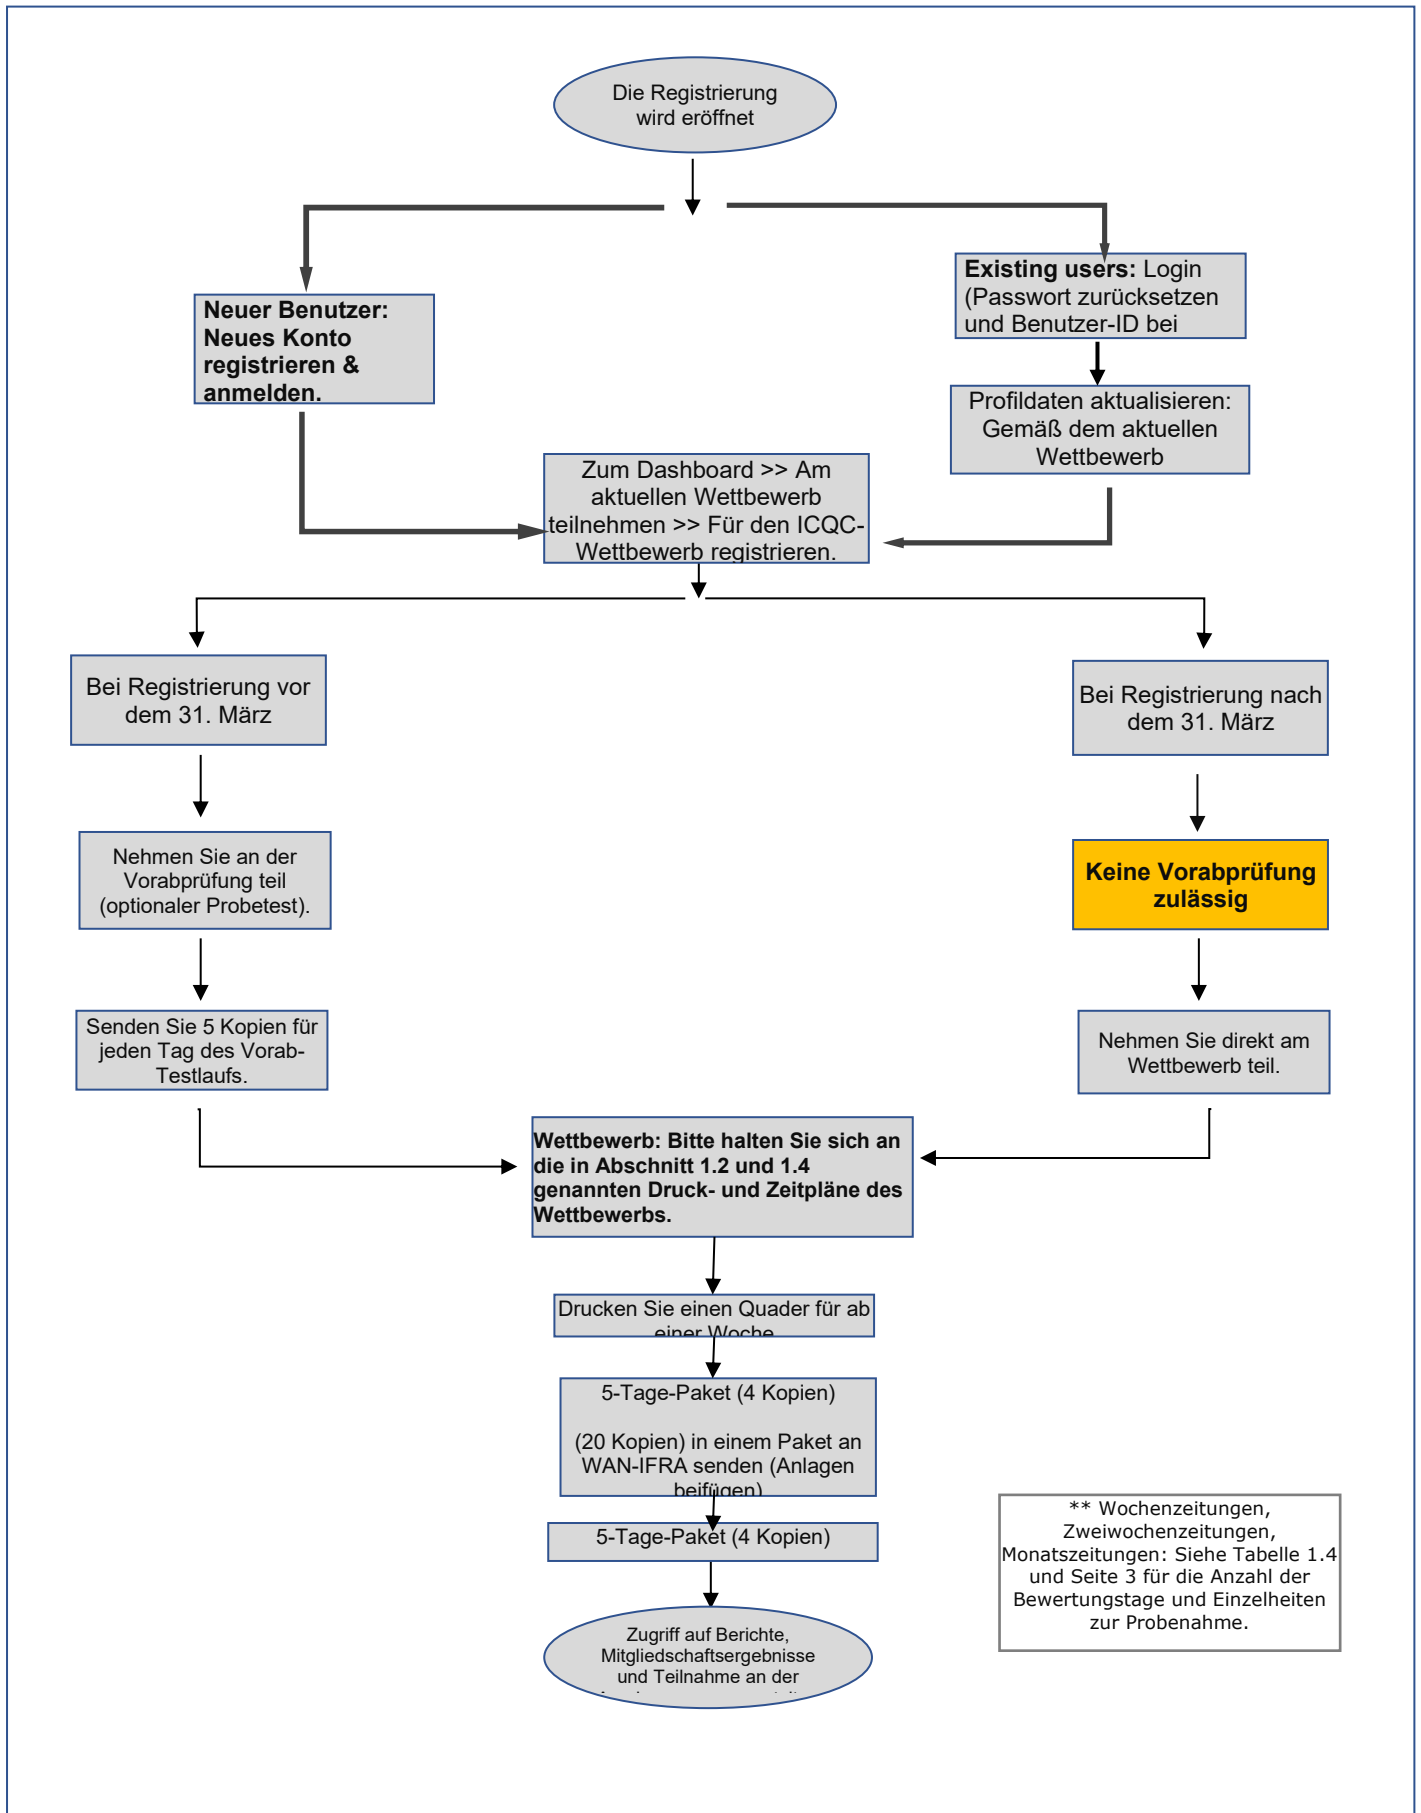 Die Registrierung
wird eröffnet
Neuer Benutzer:
Neues Konto
registrieren &
anmelden.
Existing users: Login
(Passwort zurücksetzen
und Benutzer-ID bei
Profildaten aktualisieren:
Gemäß dem aktuellen
Wettbewerb
Zum Dashboard >> Am
aktuellen Wettbewerb
teilnehmen >> Für den ICQC-
Wettbewerb registrieren.
Bei Registrierung vor
dem 31. März
Bei Registrierung nach
dem 31. März
Nehmen Sie an der
Vorabprüfung teil
(optionaler Probetest).
Keine Vorabprüfung
zulässig
Senden Sie 5 Kopien für
jeden Tag des Vorab-
Testlaufs.
Nehmen Sie direkt am
Wettbewerb teil.
Wettbewerb: Bitte halten Sie sich an
die in Abschnitt 1.2 und 1.4
genannten Druck- und Zeitpläne des
Wettbewerbs.
Drucken Sie einen Quader für ab
einer Woche
5-Tage-Paket (4 Kopien)
(20 Kopien) in einem Paket an
WAN-IFRA senden (Anlagen
beifügen)
5-Tage-Paket (4 Kopien)
** Wochenzeitungen,
Zweiwochenzeitungen,
Monatszeitungen: Siehe Tabelle 1.4
und Seite 3 für die Anzahl der
Bewertungstage und Einzelheiten
zur Probenahme.
Zugriff auf Berichte,
Mitgliedschaftsergebnisse
und Teilnahme an der